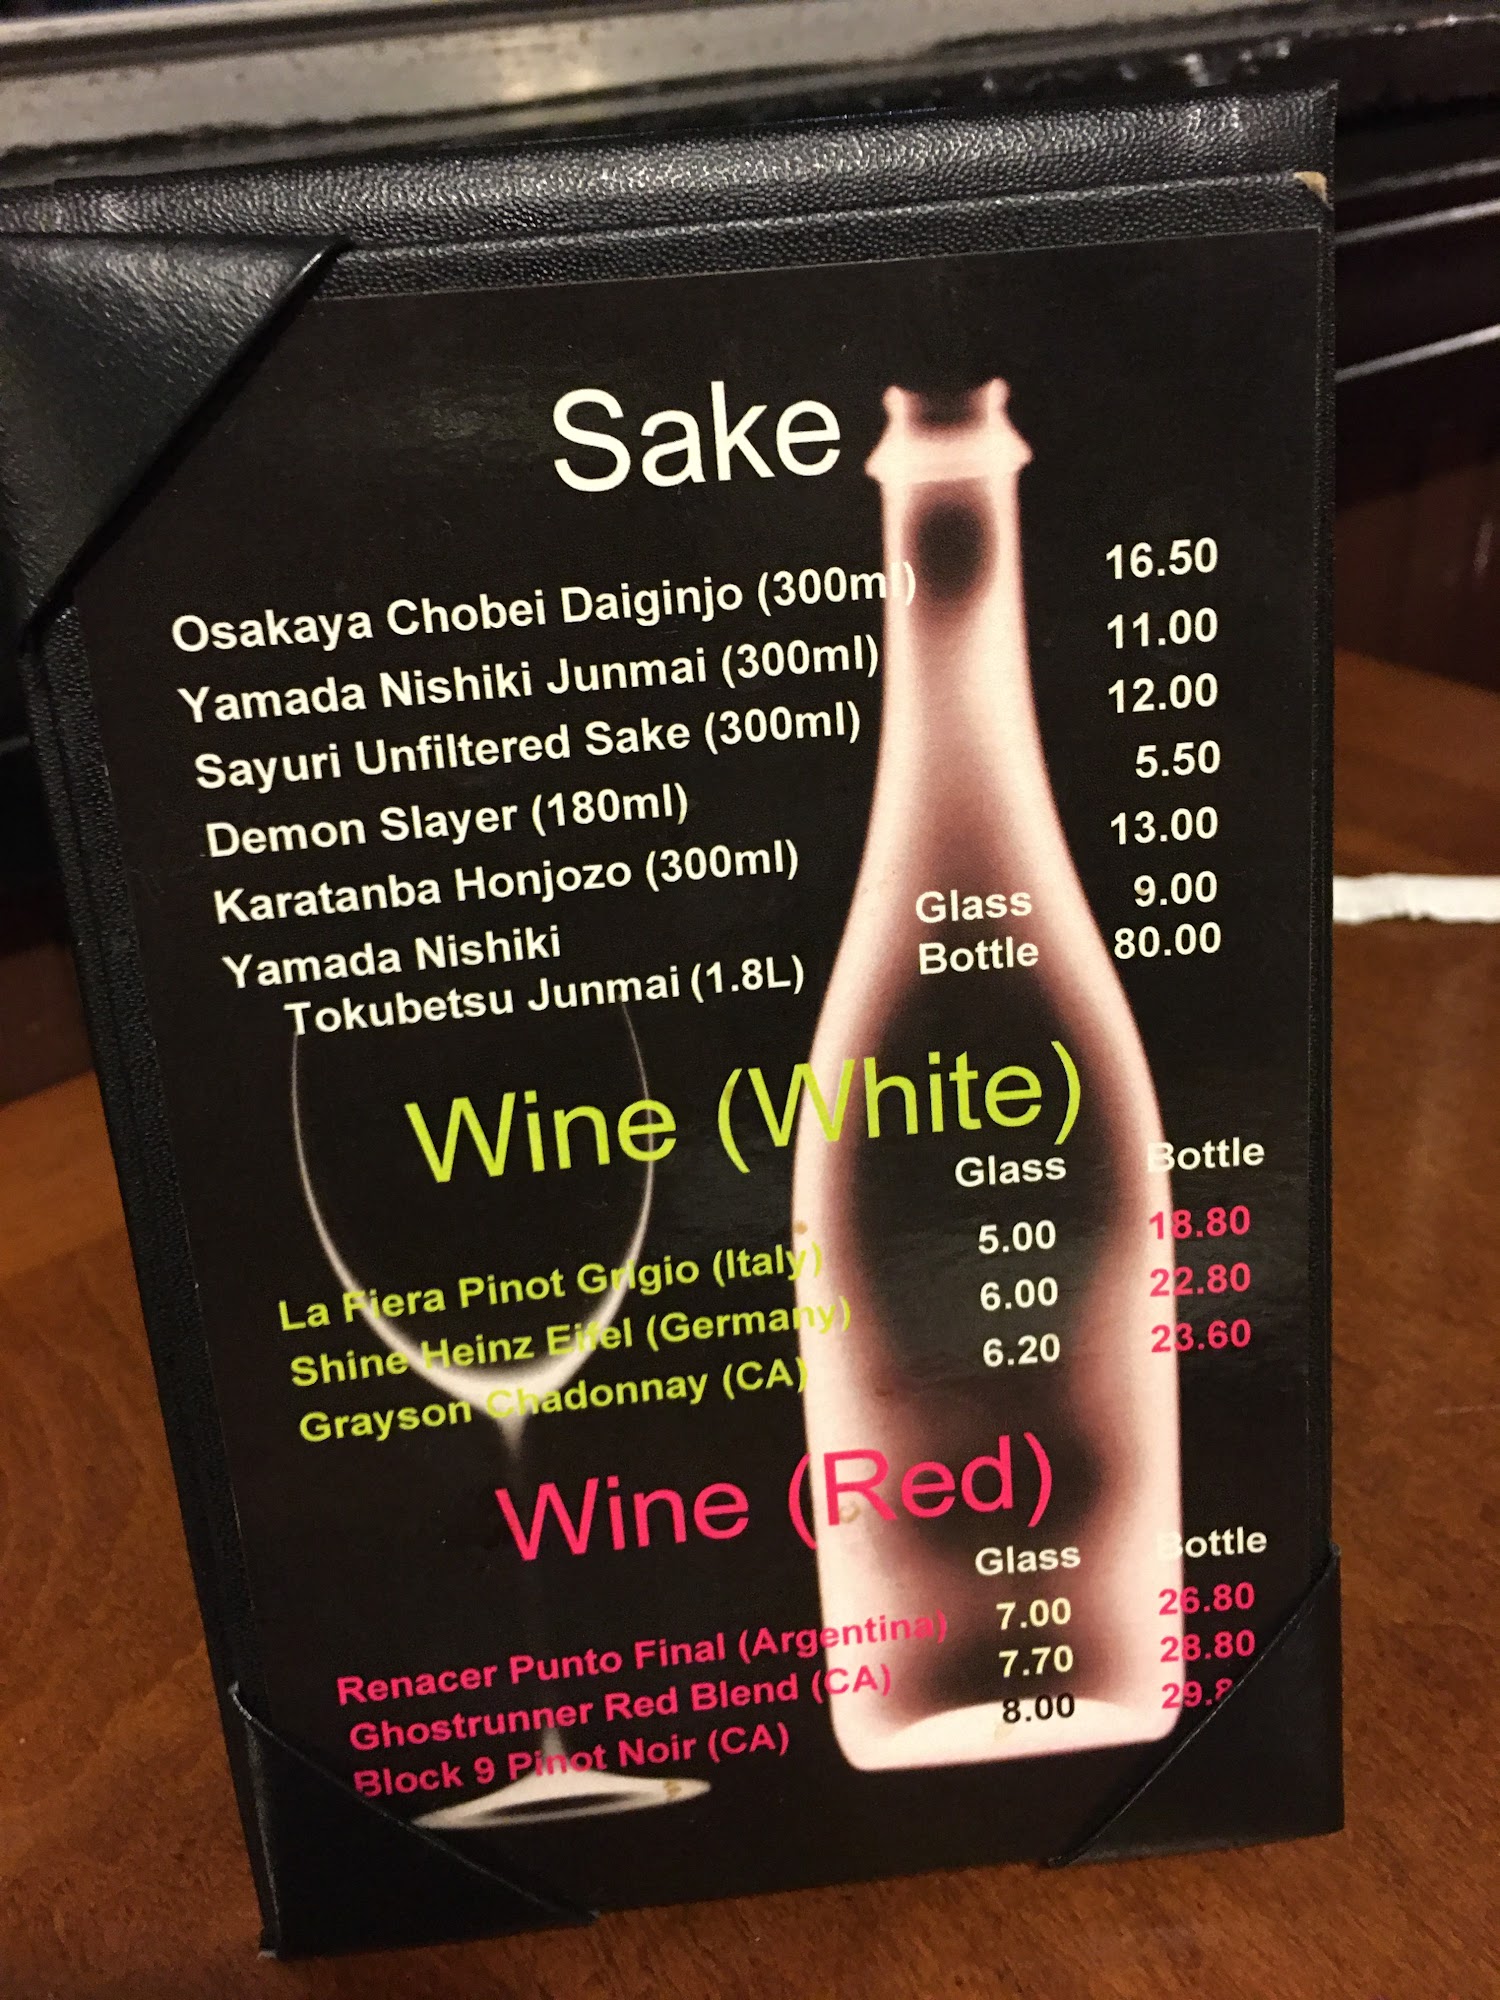 Sake
Osakaya Chobei Daiginjo (300ml) 16.50
Yamada Nishiki Junmai (300ml) 11.00
Sayuri Unfiltered Sake (300ml) 12.00
Demon Slayer (180ml) 5.50
Karatanba Honjozo (300ml) 13.00
Yamada Nishiki Glass 9.00
Tokubetsu Junmai (1.8L) Bottle 80.00
Wine (White)
Glass Bottle
La Fiera Pinot Grigio (Italy) 5.00 18.80
Shine Heinz Eifel (Germany) 6.00 22.80
Grayson Chadonnay (CA) 6.20 23.60
Wine (Red)
Glass Bottle
Renacer Punto Final (Argentina) 7.00 26.80
Ghostrunner Red Blend (CA) 7.70 28.80
Block 9 Pinot Noir (CA) 8.00